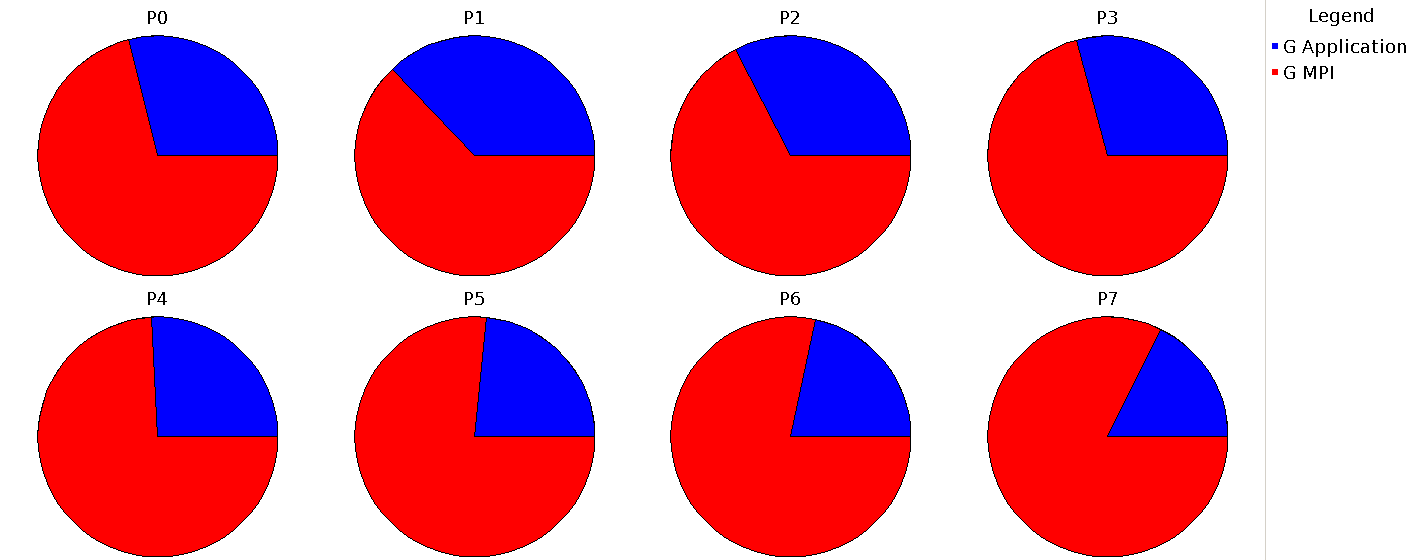 P0
P1
P2
P3
Legend
G Application
G MPI
P4
P5
P6
P7